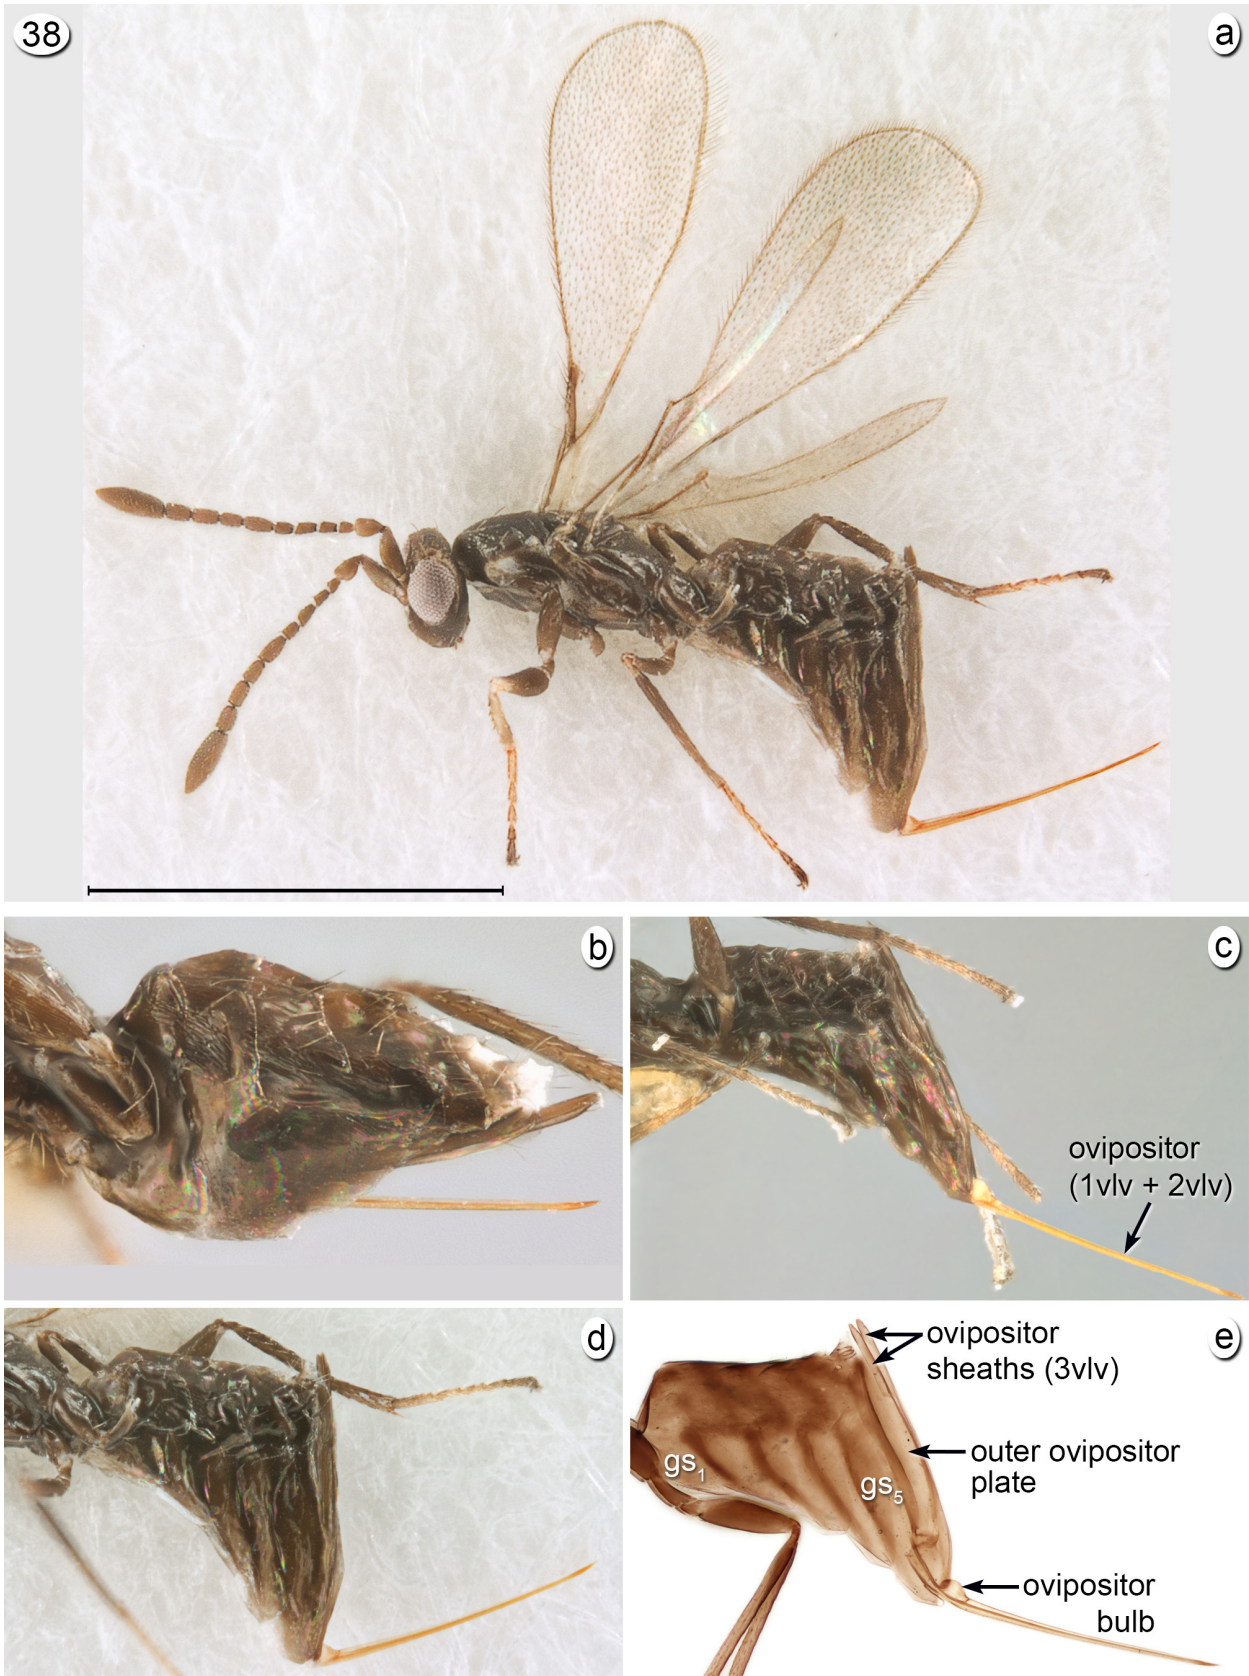 38
a
b
c
ovipositor
(1vlv + 2vlv)
d
e
ovipositor
sheaths (3vlv)
outer ovipositor
plate
gs1
gs5
ovipositor
bulb